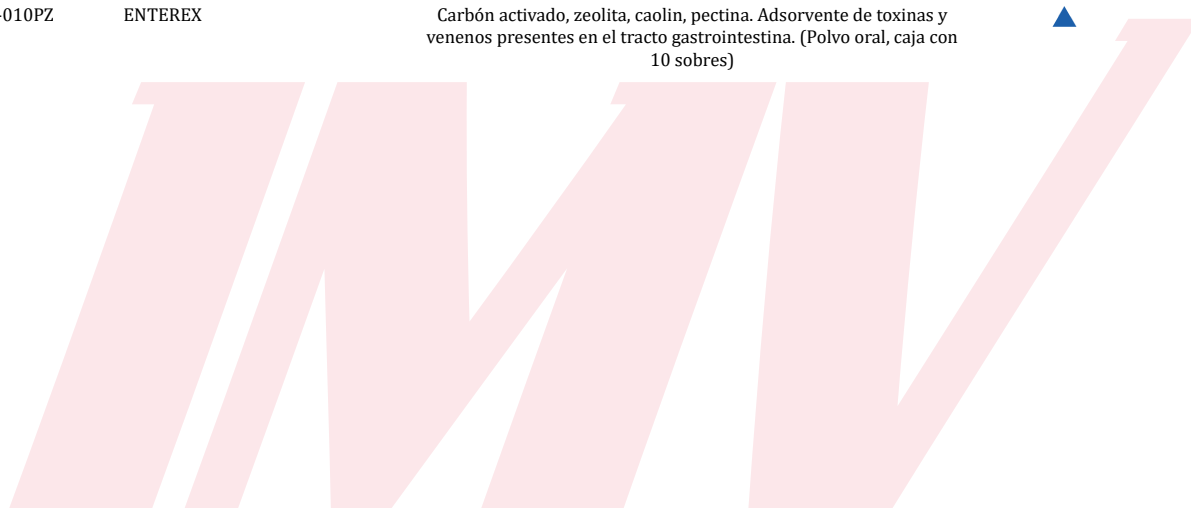 -010PZ ENTEREX Carbón activado, zeolita, caolin, pectina. Adsorvente de toxinas y
venenos presentes en el tracto gastrointestina. (Polvo oral, caja con
10 sobres)
IMV